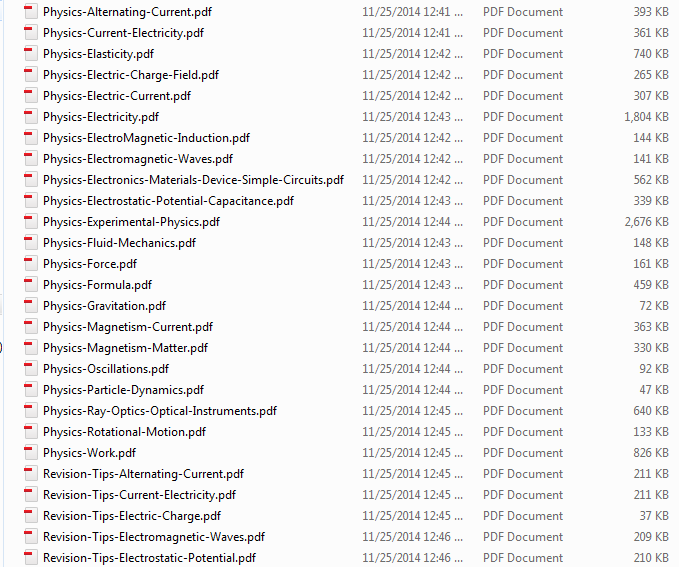 Physics-Alternating-Current.pdf 11/25/2014 12:41 ... PDF Document 393 KB
Physics-Current-Electricity.pdf 11/25/2014 12:41 ... PDF Document 361 KB
Physics-Elasticity.pdf 11/25/2014 12:42 ... PDF Document 740 KB
Physics-Electric-Charge-Field.pdf 11/25/2014 12:42 ... PDF Document 265 KB
Physics-Electric-Current.pdf 11/25/2014 12:42 ... PDF Document 307 KB
Physics-Electricity.pdf 11/25/2014 12:43 ... PDF Document 1,804 KB
Physics-ElectroMagnetic-Induction.pdf 11/25/2014 12:42 ... PDF Document 144 KB
Physics-Electromagnetic-Waves.pdf 11/25/2014 12:42 ... PDF Document 141 KB
Physics-Electronics-Materials-Device-Simple-Circuits.pdf 11/25/2014 12:42 ... PDF Document 562 KB
Physics-Electrostatic-Potential-Capacitance.pdf 11/25/2014 12:43 ... PDF Document 339 KB
Physics-Experimental-Physics.pdf 11/25/2014 12:44 ... PDF Document 2,676 KB
Physics-Fluid-Mechanics.pdf 11/25/2014 12:43 ... PDF Document 148 KB
Physics-Force.pdf 11/25/2014 12:43 ... PDF Document 161 KB
Physics-Formula.pdf 11/25/2014 12:43 ... PDF Document 459 KB
Physics-Gravitation.pdf 11/25/2014 12:44 ... PDF Document 72 KB
Physics-Magnetism-Current.pdf 11/25/2014 12:44 ... PDF Document 363 KB
Physics-Magnetism-Matter.pdf 11/25/2014 12:44 ... PDF Document 330 KB
Physics-Oscillations.pdf 11/25/2014 12:44 ... PDF Document 92 KB
Physics-Particle-Dynamics.pdf 11/25/2014 12:44 ... PDF Document 47 KB
Physics-Ray-Optics-Optical-Instruments.pdf 11/25/2014 12:45 ... PDF Document 640 KB
Physics-Rotational-Motion.pdf 11/25/2014 12:45 ... PDF Document 133 KB
Physics-Work.pdf 11/25/2014 12:45 ... PDF Document 826 KB
Revision-Tips-Alternating-Current.pdf 11/25/2014 12:45 ... PDF Document 211 KB
Revision-Tips-Current-Electricity.pdf 11/25/2014 12:45 ... PDF Document 211 KB
Revision-Tips-Electric-Charge.pdf 11/25/2014 12:45 ... PDF Document 37 KB
Revision-Tips-Electromagnetic-Waves.pdf 11/25/2014 12:46 ... PDF Document 209 KB
Revision-Tips-Electrostatic-Potential.pdf 11/25/2014 12:46 ... PDF Document 210 KB